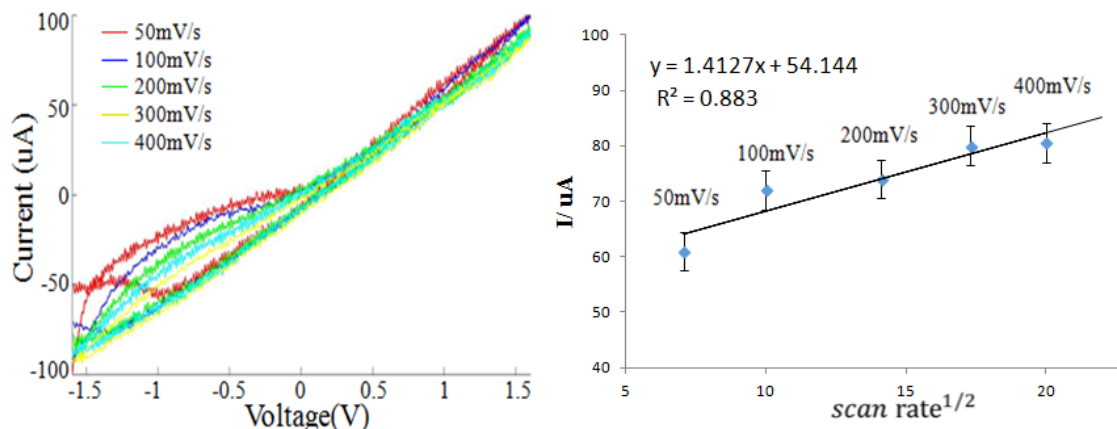 100
50
0
-50
-100
Current (uA)
50mV/s
100mV/s
200mV/s
300mV/s
400mV/s
-1.5 -1 -0.5 0 0.5 1 1.5
Voltage(V)
100
90
80
70
60
50
40
I/ uA
y = 1.4127x + 54.144
R² = 0.883
50mV/s
100mV/s
200mV/s
300mV/s
400mV/s
5 10 15 20
scan rate^1/2